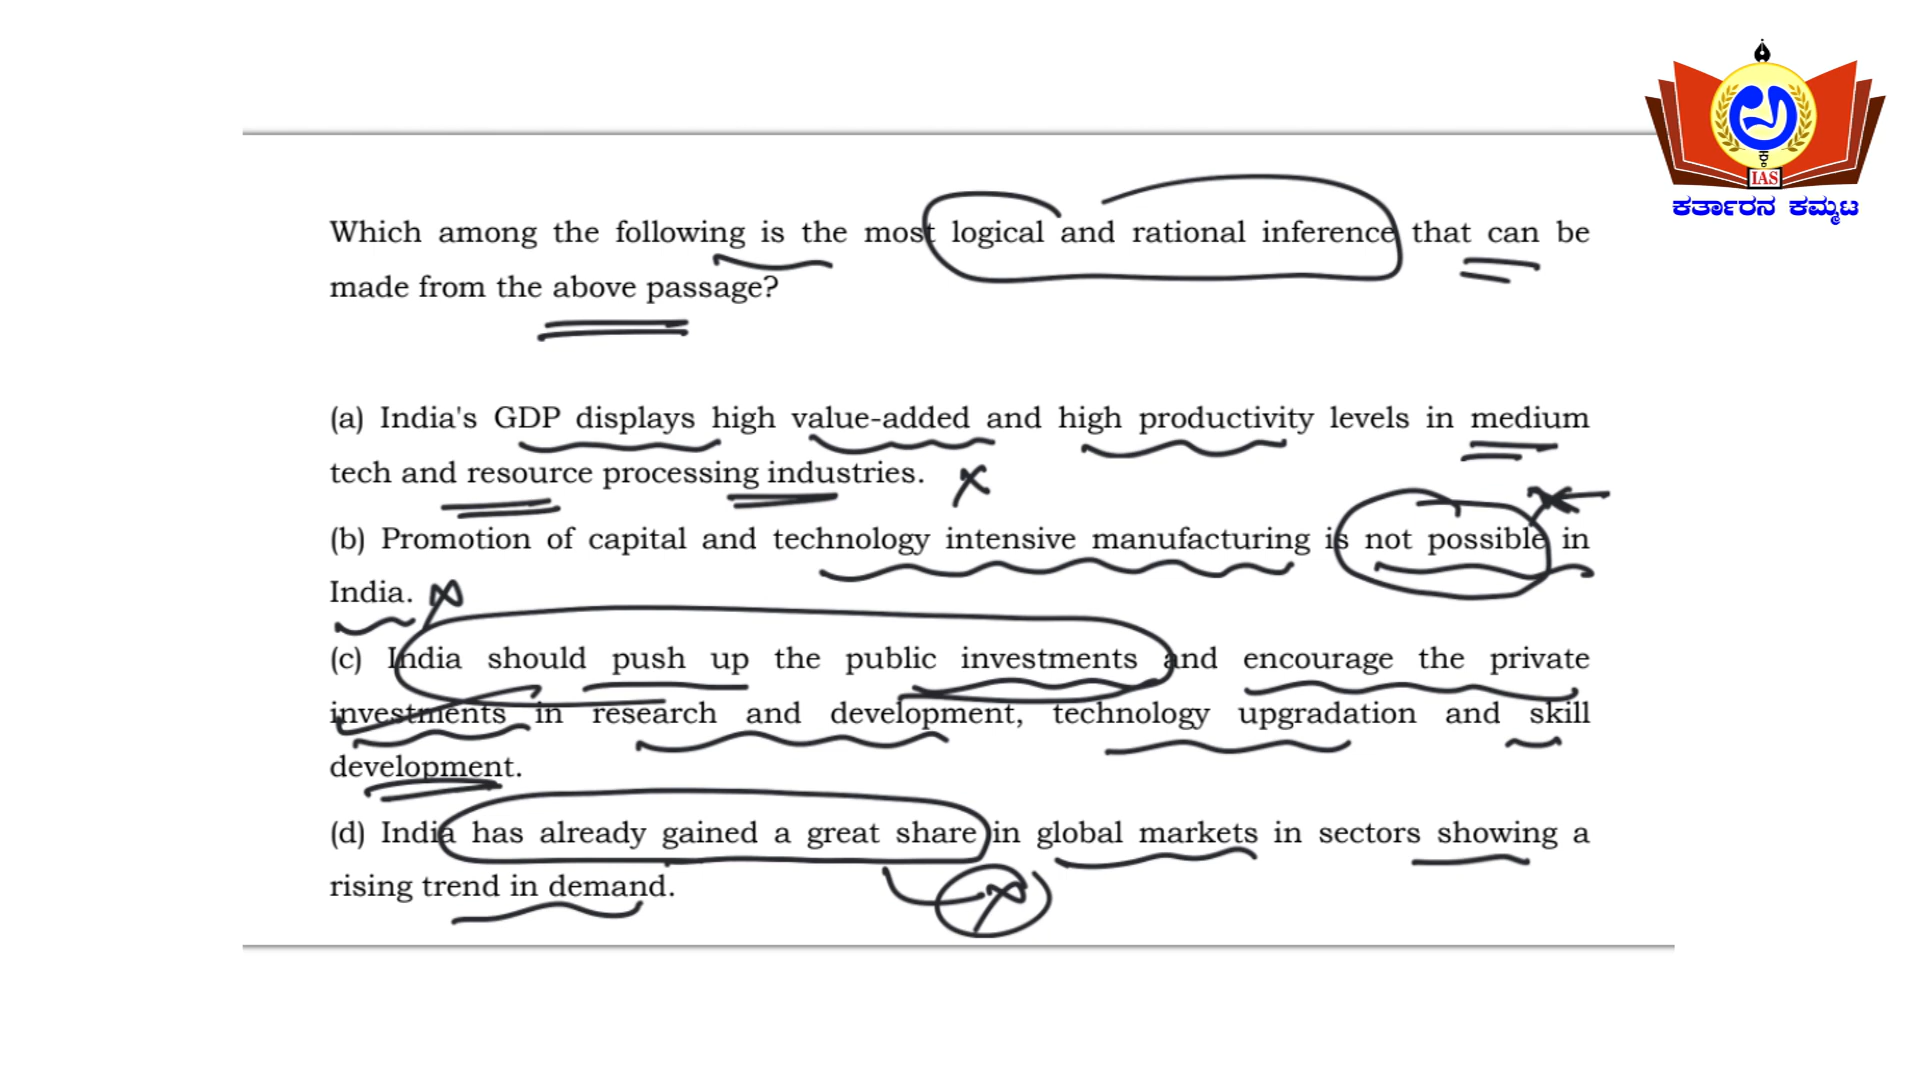 IAS
ಕರ್ತಾರನ ಕಮ್ಮಟ
Which among the following is the most logical and rational inference that can be
made from the above passage?
(a) India's GDP displays high value-added and high productivity levels in medium
tech and resource processing industries.
(b) Promotion of capital and technology intensive manufacturing is not possible in
India.
(c) India should push up the public investments and encourage the private
investments in research and development, technology upgradation and skill
development.
(d) India has already gained a great share in global markets in sectors showing a
rising trend in demand.